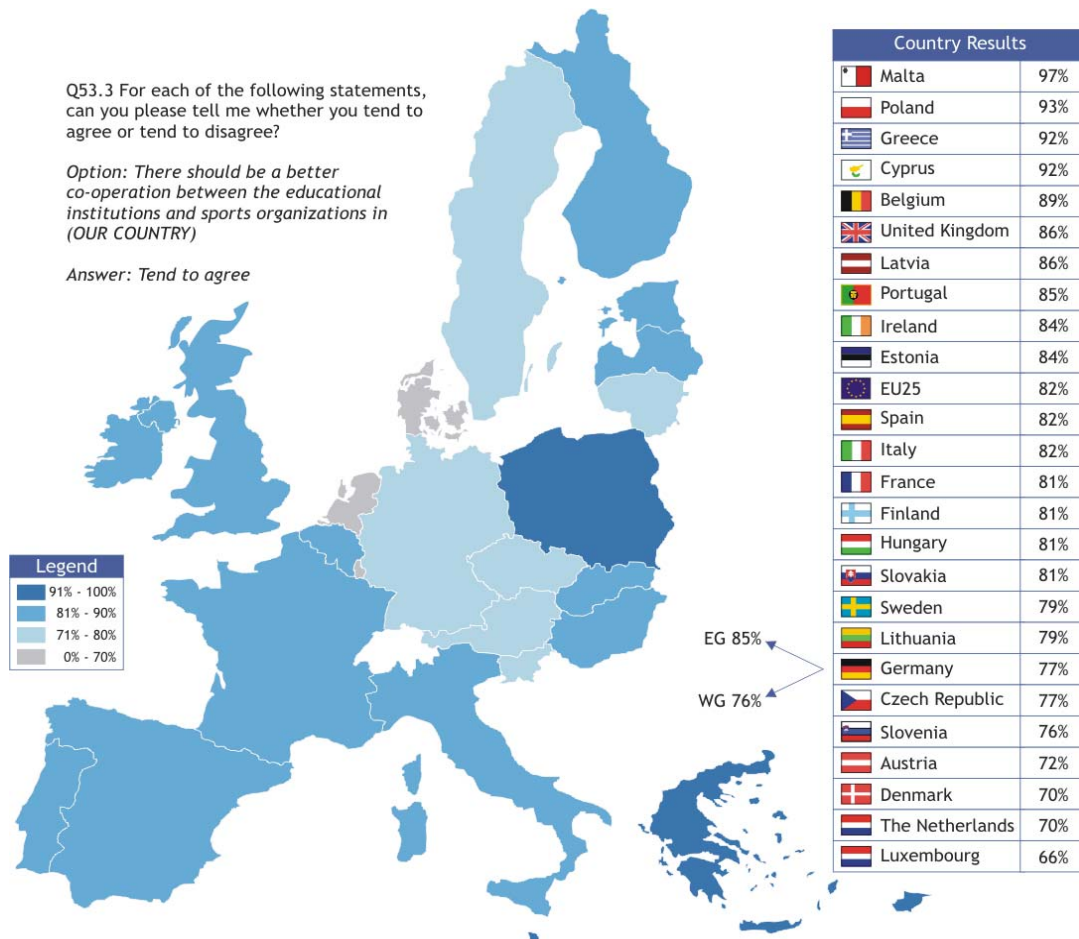 Q53.3 For each of the following statements,
can you please tell me whether you tend to
agree or tend to disagree?
Option: There should be a better
co-operation between the educational
institutions and sports organizations in
(OUR COUNTRY)
Answer: Tend to agree
Legend
91% - 100%
81% - 90%
71% - 80%
0% - 70%
EG 85%
WG 76%
Country Results
Malta 97%
Poland 93%
Greece 92%
Cyprus 92%
Belgium 89%
United Kingdom 86%
Latvia 86%
Portugal 85%
Ireland 84%
Estonia 84%
EU25 82%
Spain 82%
Italy 82%
France 81%
Finland 81%
Hungary 81%
Slovakia 81%
Sweden 79%
Lithuania 79%
Germany 77%
Czech Republic 77%
Slovenia 76%
Austria 72%
Denmark 70%
The Netherlands 70%
Luxembourg 66%